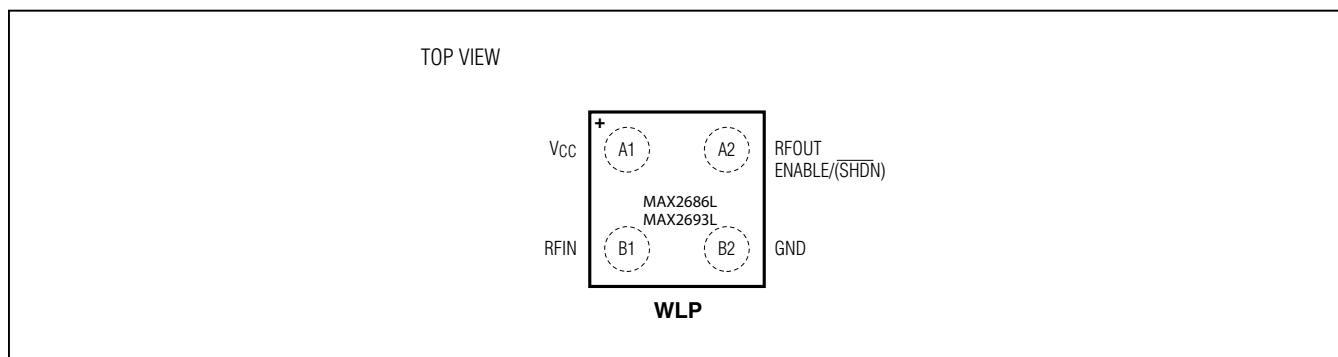 TOP VIEW
+
VCC A1 A2 RFOUT
ENABLE/(SHDN)
MAX2686L
MAX2693L
RFIN B1 B2 GND
WLP